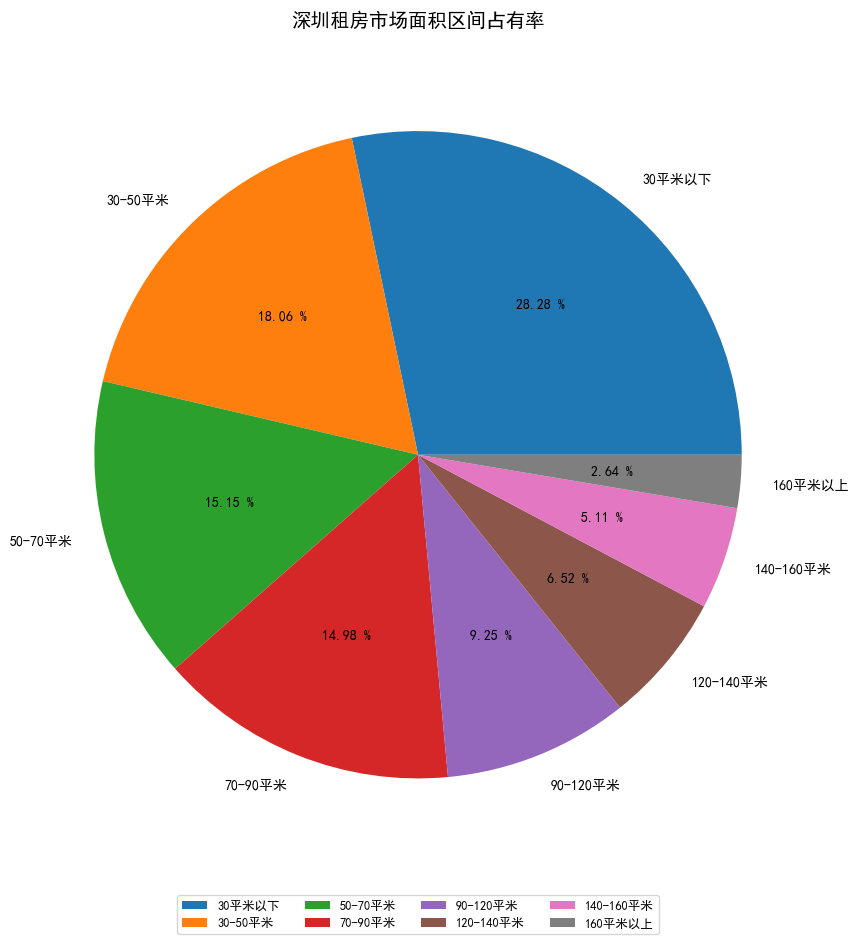 深圳租房市场面积区间占有率
30平米以下
30-50平米
28.28 %
18.06 %
2.64 %
160平米以上
15.15 %
5.11 %
50-70平米
140-160平米
6.52 %
14.98 %
9.25 %
120-140平米
70-90平米
90-120平米
30平米以下 50-70平米 90-120平米 140-160平米
30-50平米 70-90平米 120-140平米 160平米以上